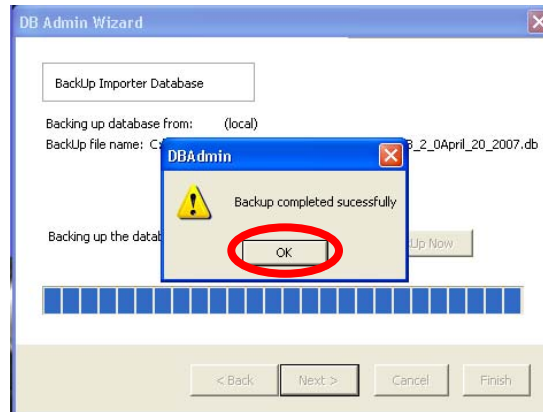 DB Admin Wizard
BackUp Importer Database
Backing up database from: (local)
BackUp file name: C: 3_2_0April_20_2007.db
DBAdmin
Backup completed sucessfully
Backing up the datab Up Now
OK
< Back Next > Cancel Finish